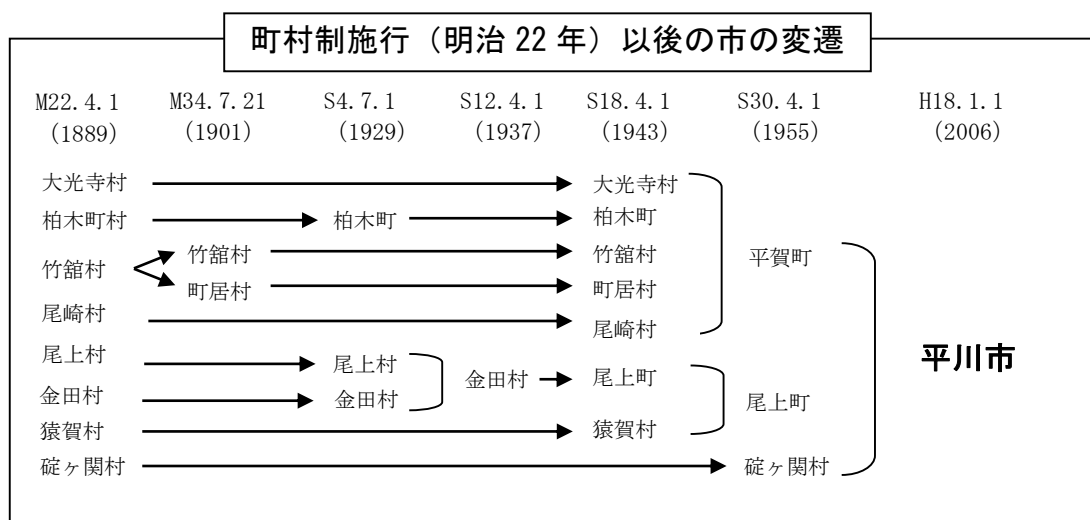 町村制施行（明治 22 年）以後の市の変遷
M22.4.1 M34.7.21 S4.7.1 S12.4.1 S18.4.1 S30.4.1 H18.1.1
(1889) (1901) (1929) (1937) (1943) (1955) (2006)
大光寺村 大光寺村
柏木町村 柏木町 柏木町
竹舘村 竹舘村 竹舘村 平賀町
町居村 町居村
尾崎村 尾崎村
尾上村 尾上村 金田村 尾上町 平川市
金田村 金田村 尾上町
猿賀村 猿賀村
碇ヶ関村 碇ヶ関村